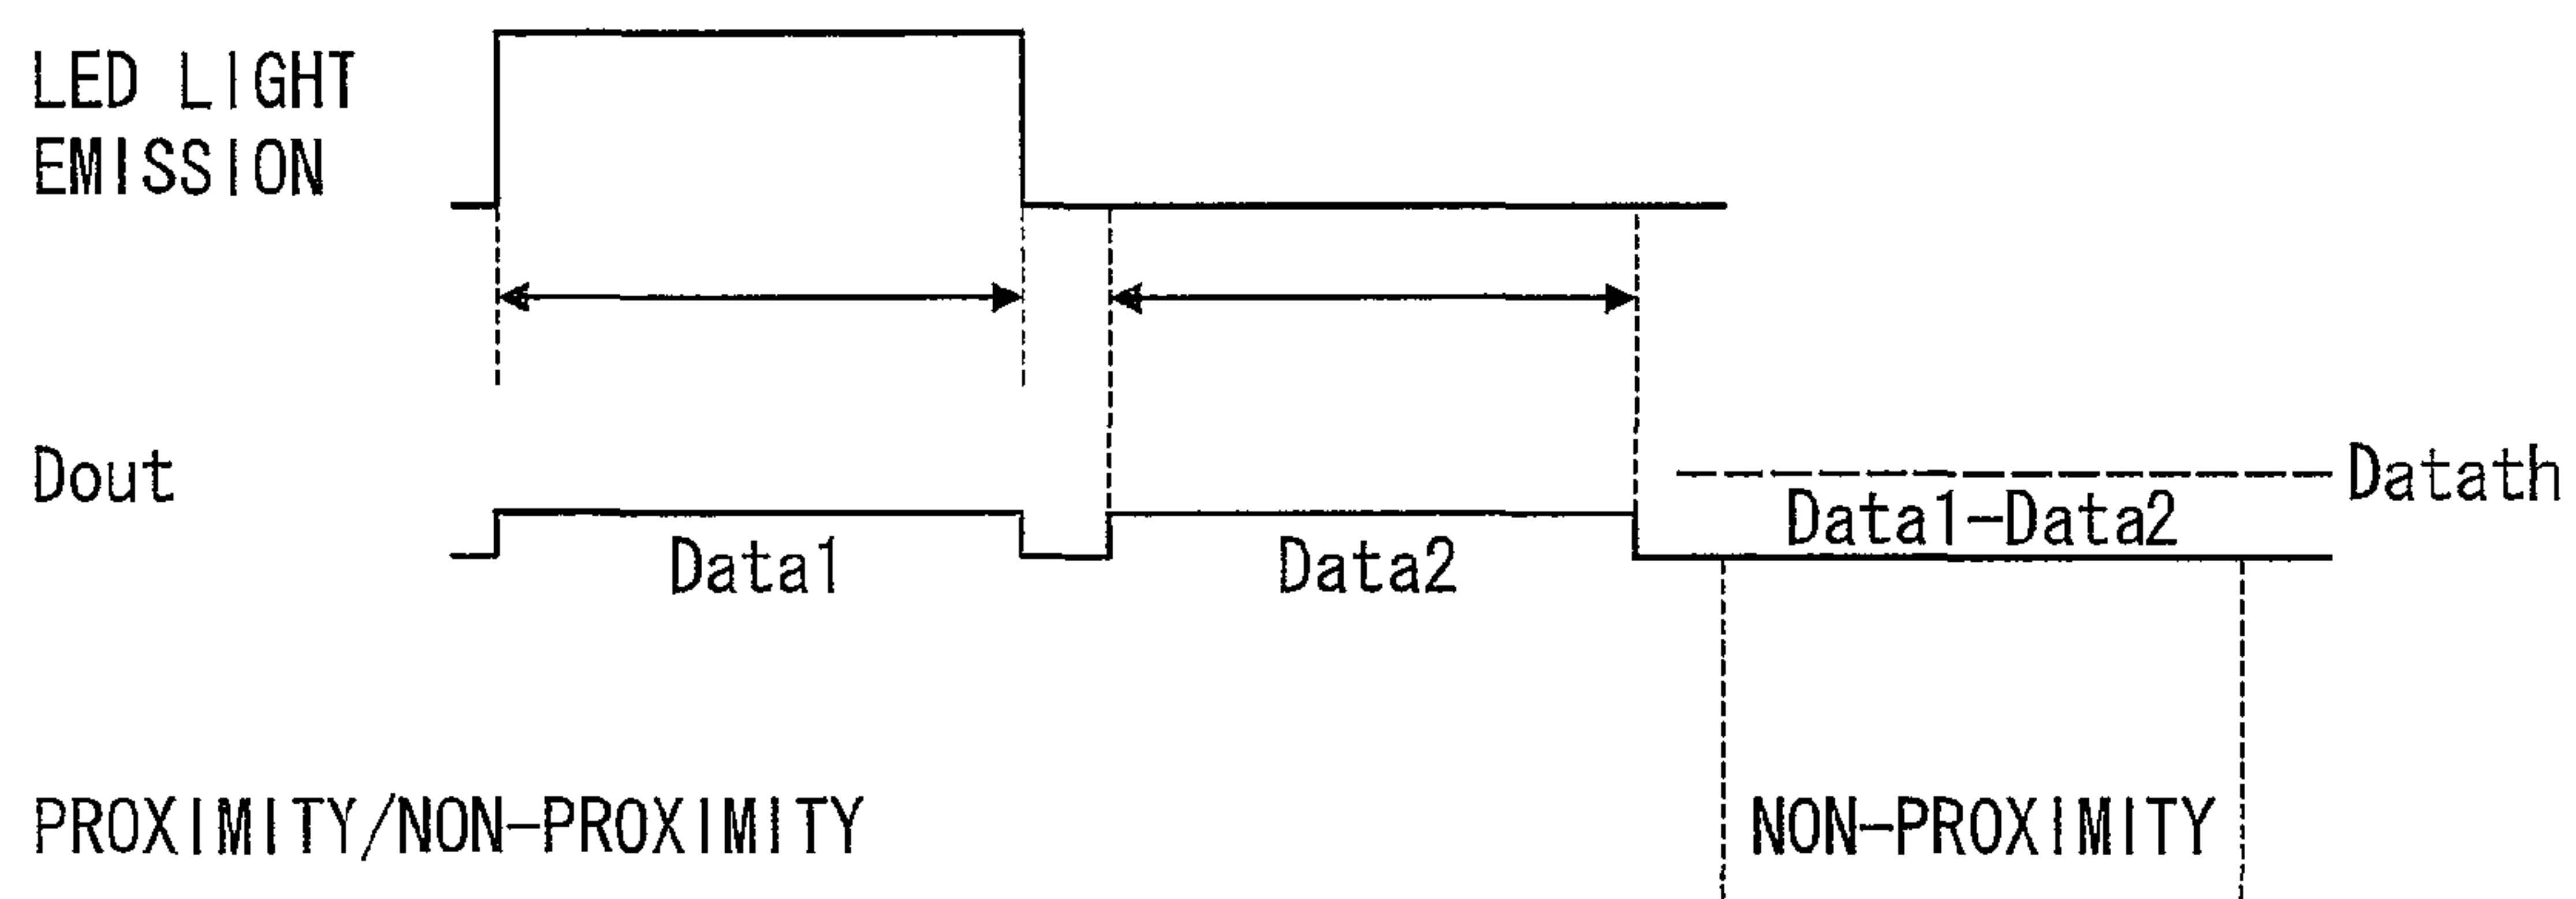 LED LIGHT
EMISSION
Dout
Datath
Data1-Data2
Data1
Data2
PROXIMITY/NON-PROXIMITY
NON-PROXIMITY